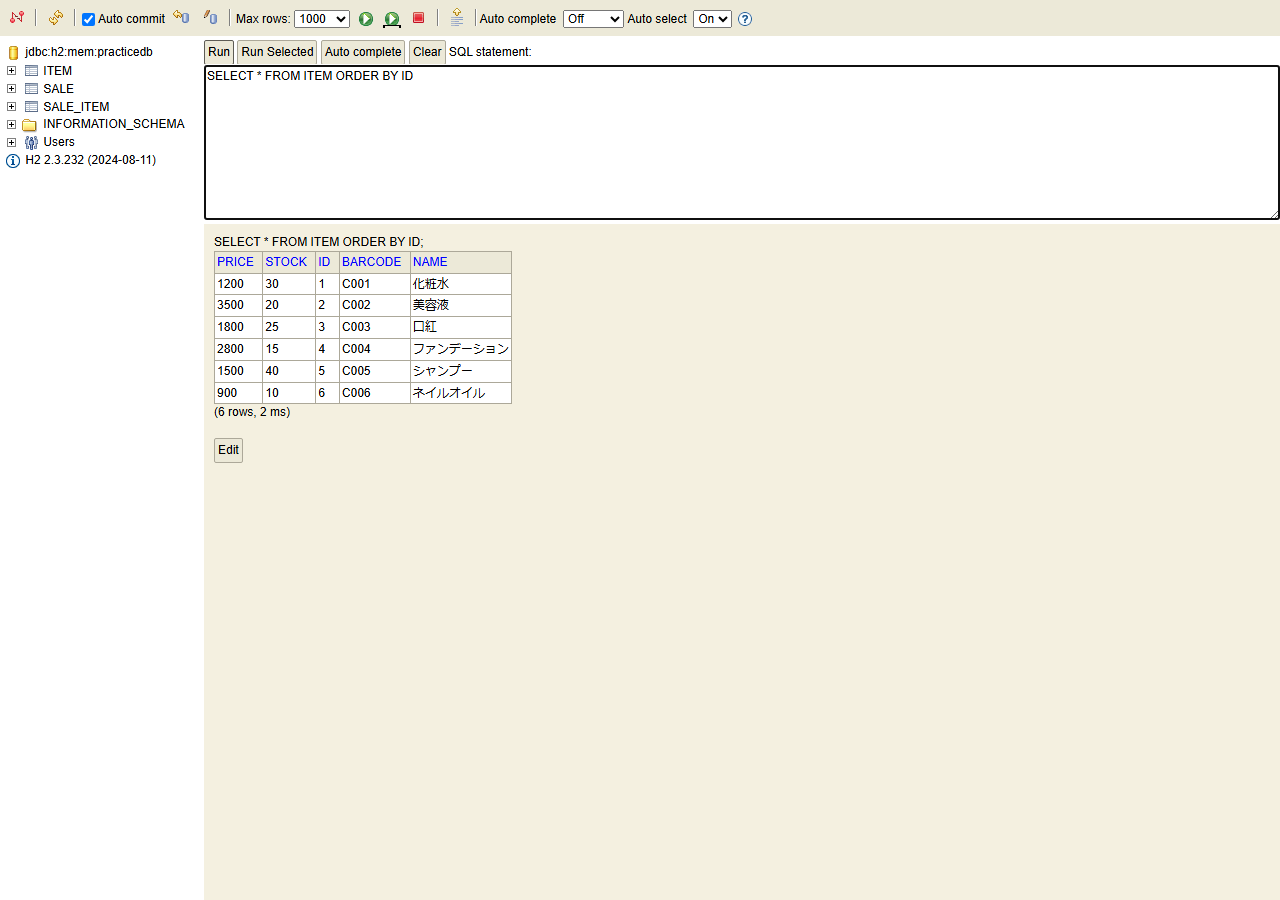 Auto commit Max rows: 1000 Auto complete Off Auto select On ?
jdbc:h2:mem:practicedb
ITEM
SALE
SALE_ITEM
INFORMATION_SCHEMA
Users
H2 2.3.232 (2024-08-11)
Run Run Selected Auto complete Clear SQL statement:
SELECT * FROM ITEM ORDER BY ID
SELECT * FROM ITEM ORDER BY ID;
PRICE STOCK ID BARCODE NAME
1200 30 1 C001 化粧水
3500 20 2 C002 美容液
1800 25 3 C003 口紅
2800 15 4 C004 ファンデーション
1500 40 5 C005 シャンプー
900 10 6 C006 ネイルオイル
(6 rows, 2 ms)
Edit